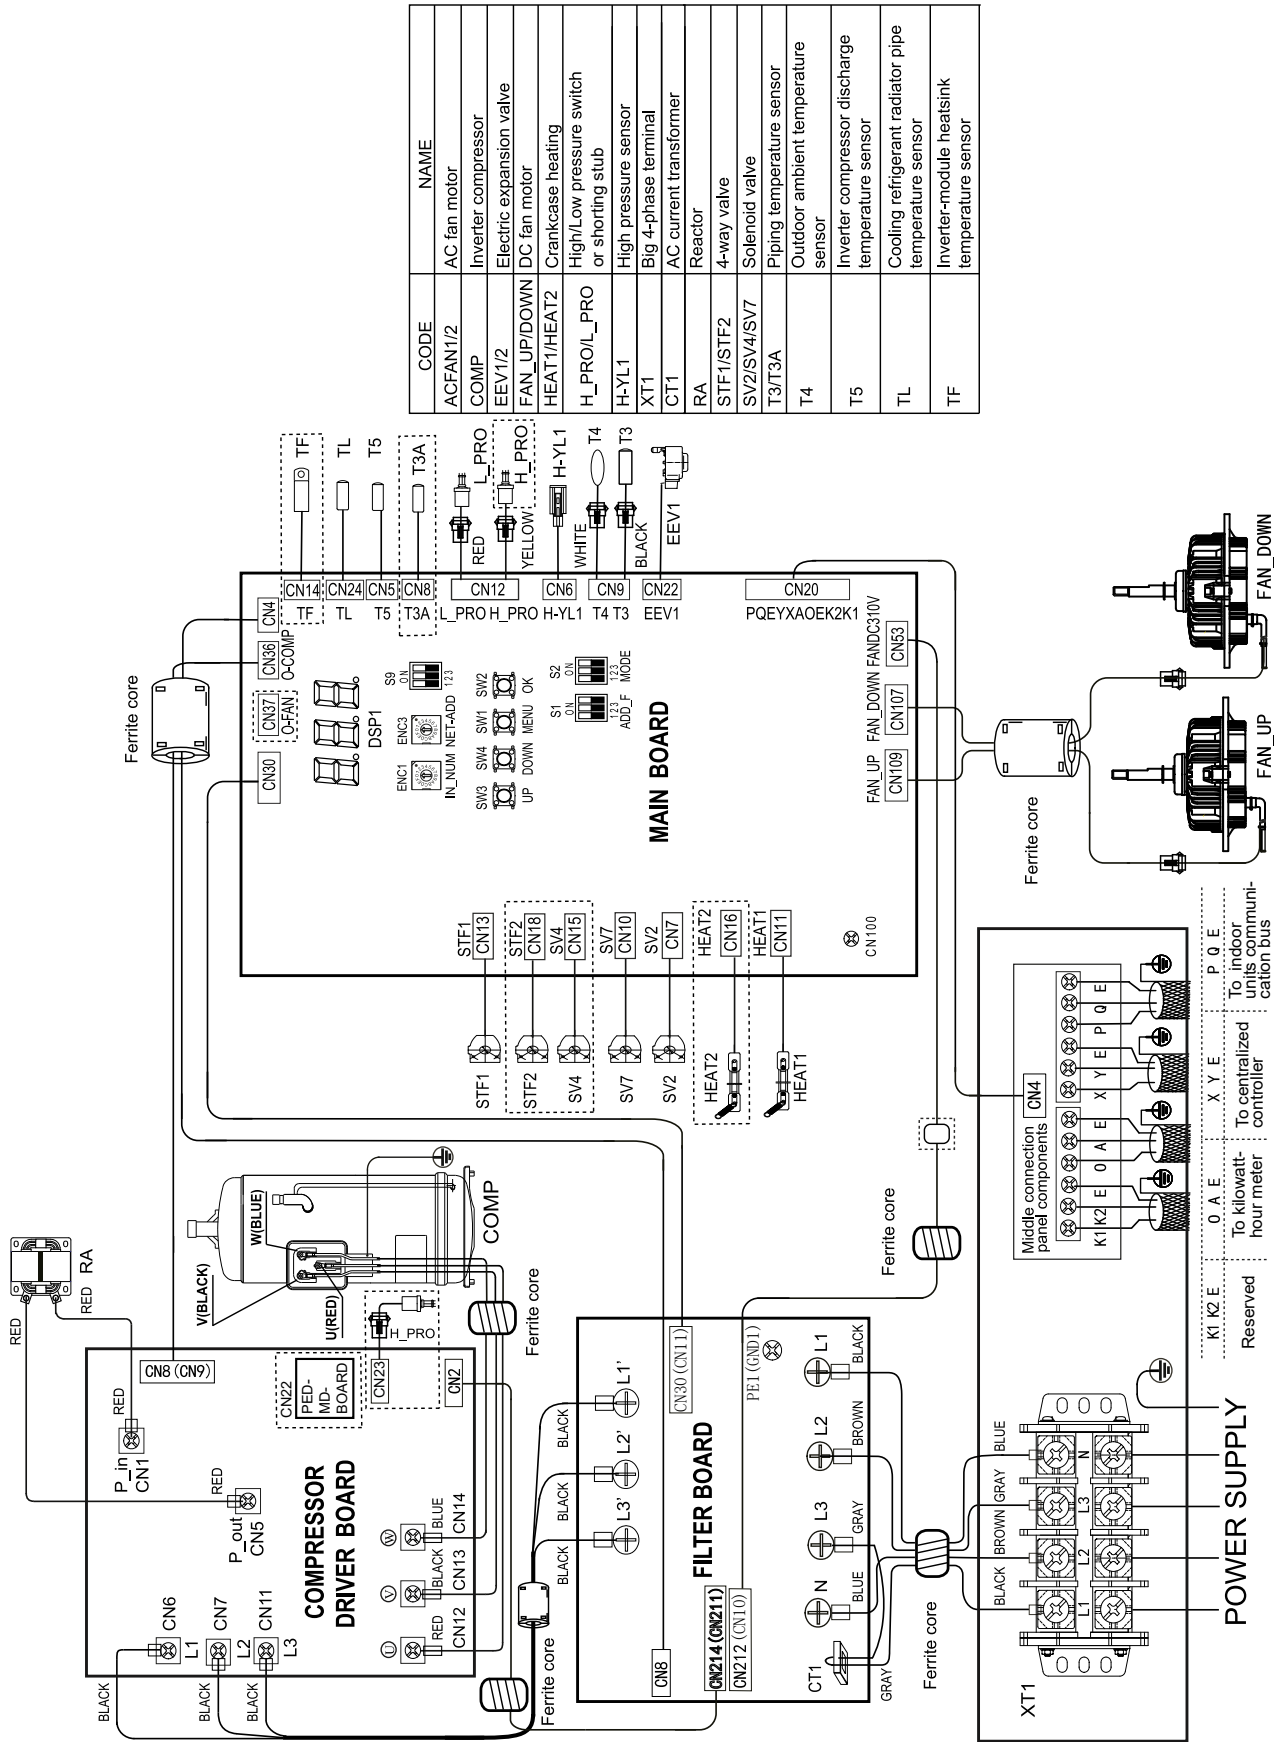 CODE NAME
ACFAN1/2 AC fan motor
COMP Inverter compressor
EEV1/2 Electric expansion valve
FAN_UP/DOWN DC fan motor
HEAT1/HEAT2 Crankcase heating
H_PRO/L_PRO High/Low pressure switch
or shorting stub
H-YL1 High pressure sensor
XT1 Big 4-phase terminal
CT1 AC current transformer
RA Reactor
STF1/STF2 4-way valve
SV2/SV4/SV7 Solenoid valve
T3/T3A Piping temperature sensor
T4 Outdoor ambient temperature
sensor
T5 Inverter compressor discharge
temperature sensor
TL Cooling refrigerant radiator pipe
temperature sensor
TF Inverter-module heatsink
temperature sensor
RED
RED
RA
RED
P_in
CN1
RED
P_out
CN5
BLACK
CN6
L1
BLACK
CN7
L2
BLACK
CN11
L3
COMPRESSOR
DRIVER BOARD
CN8 (CN9)
CN22
PED-
MD-
BOARD
CN23
H_PRO
CN2
U
RED
CN12
V
BLACK
CN13
W
BLUE
CN14
V(BLACK)
W(BLUE)
U(RED)
COMP
Ferrite core
Ferrite core
Ferrite core
Ferrite core
BLACK
L3'
BLACK
L2'
BLACK
L1'
CN8
CN30 (CN11)
CN214(CN211)
CN212 (CN10)
PE1 (GND1)
FILTER BOARD
CT1
GRAY
N
BLUE
L3
GRAY
L2
BROWN
L1
BLACK
Ferrite core
Ferrite core
XT1
BLACK
BROWN
GRAY
BLUE
L1
L2
L3
N
POWER SUPPLY
CN30
CN37
O-FAN
CN36
O-COMP
CN4
DSP1
CN14
TF
TF
CN24
TL
TL
CN5
T5
T5
CN8
T3A
T3A
CN12
L_PRO H_PRO
RED
L_PRO
YELLOW
H_PRO
CN6
H-YL1
H-YL1
CN9
T4 T3
WHITE
T4
BLACK
T3
CN22
EEV1
EEV1
CN20
PQEYXAOEK2K1
ENC1
IN_NUM
ENC3
NET-ADD
S9
ON
123
SW3
UP
SW4
DOWN
SW1
MENU
SW2
OK
S1
ON
123
ADD_F
S2
ON
123
MODE
MAIN BOARD
FAN_UP
CN109
FAN_DOWN
CN107
FANDC310V
CN53
STF1
CN13
STF1
STF2
CN18
STF2
SV4
CN15
SV4
SV7
CN10
SV7
SV2
CN7
SV2
HEAT2
CN16
HEAT2
HEAT1
CN11
HEAT1
CN100
Ferrite core
FAN_UP
FAN_DOWN
Middle connection
panel components
CN4
K1 K2 E O A E X Y E P Q E
K1 K2 E
Reserved
O A E
To kilowatt-
hour meter
X Y E
To centralized
controller
P Q E
To indoor
units communi-
cation bus